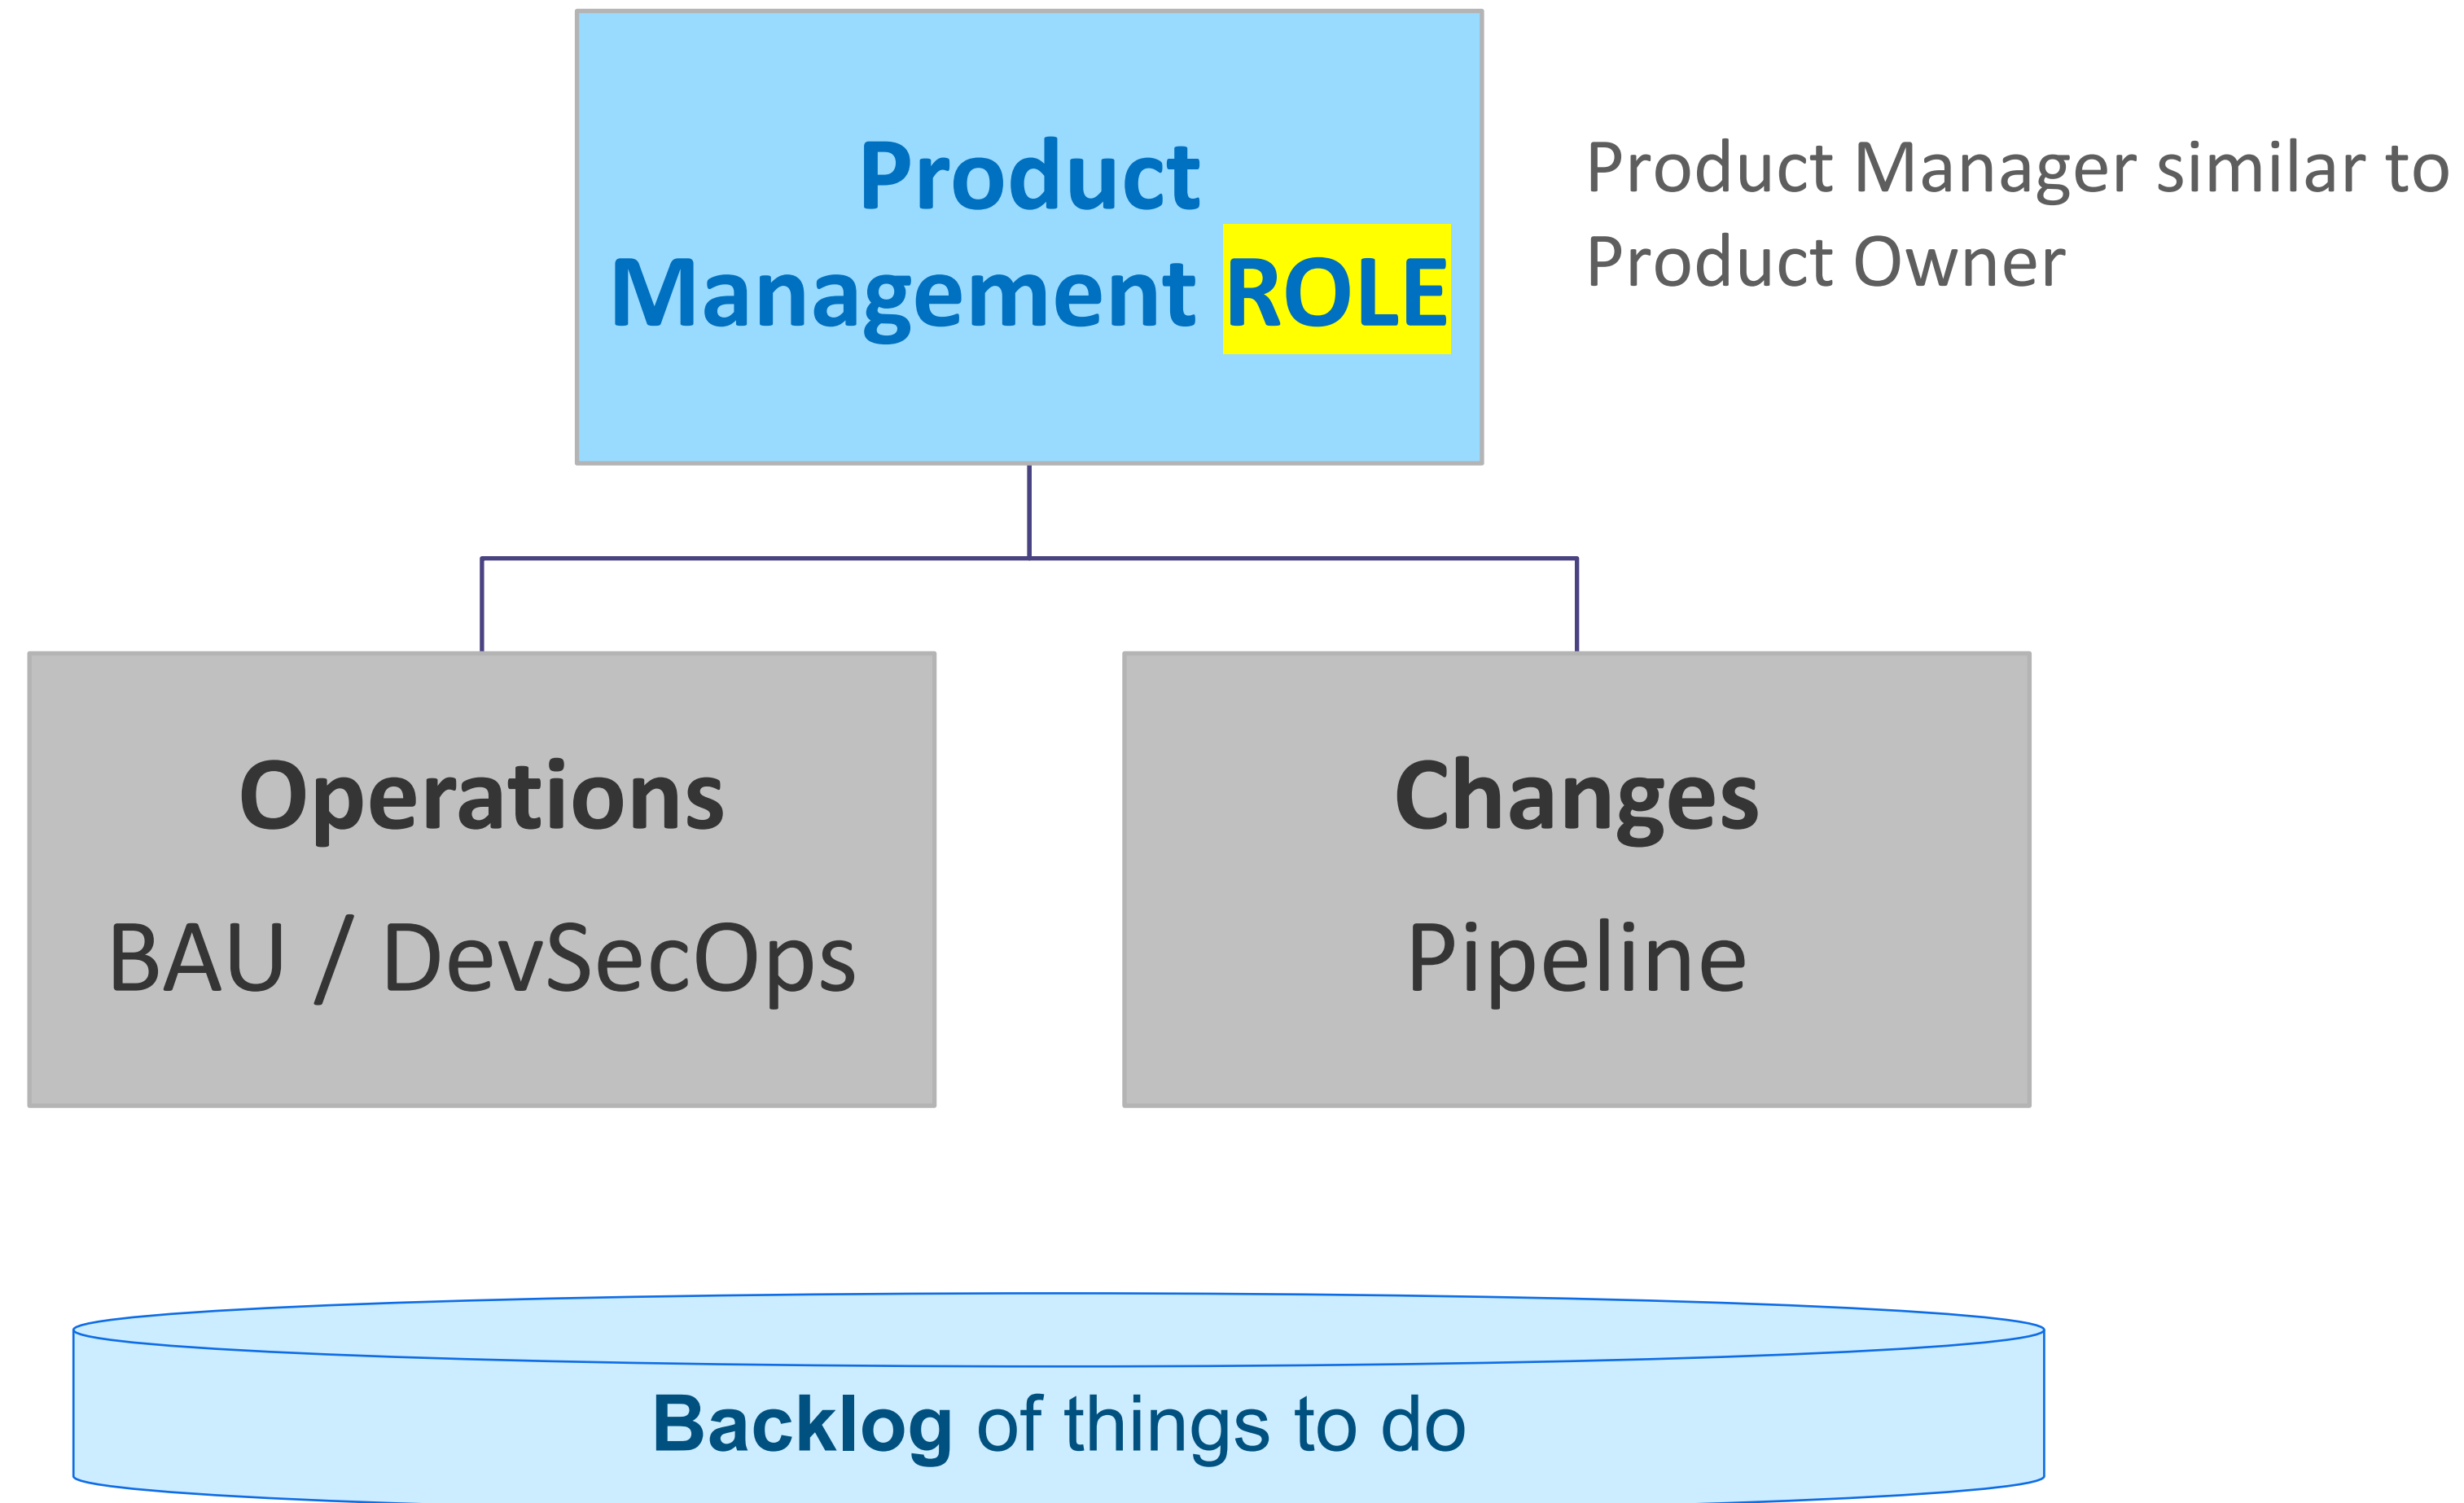 Product
Management ROLE
Product Manager similar to
Product Owner
Operations
BAU / DevSecOps
Changes
Pipeline
Backlog of things to do